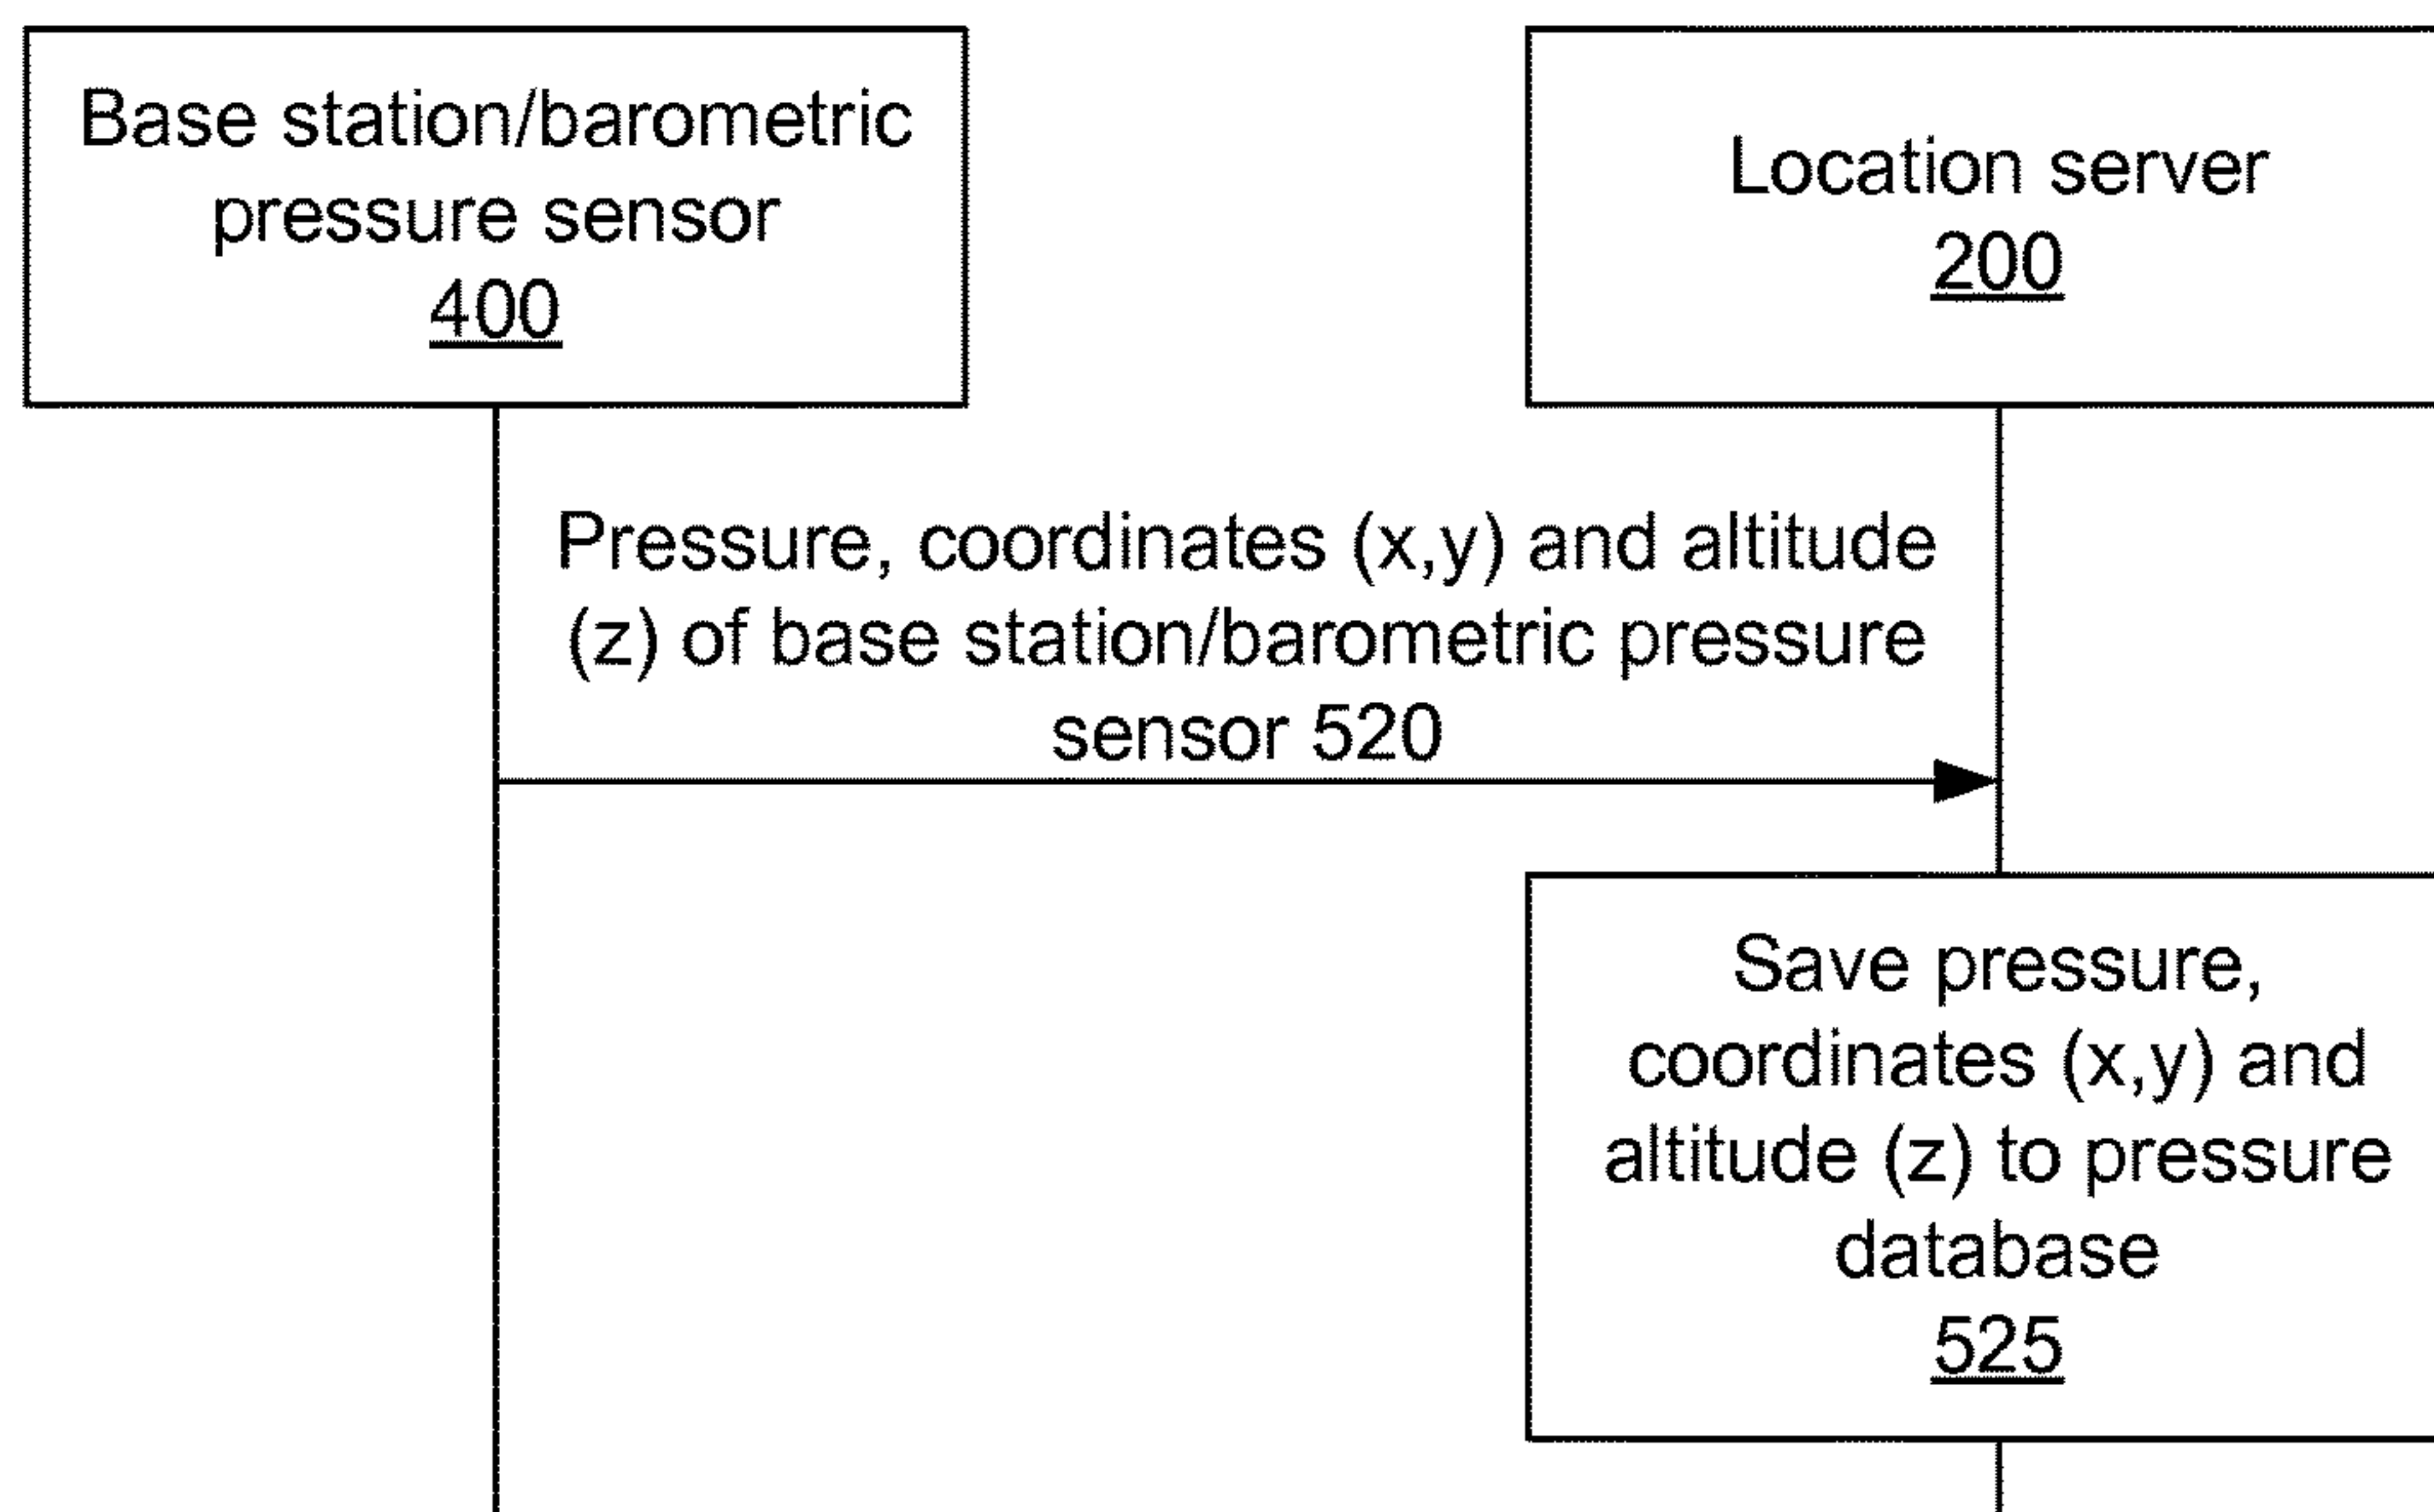 Base station/barometric
pressure sensor
400
Location server
200
Pressure, coordinates (x,y) and altitude
(z) of base station/barometric pressure
sensor 520
Save pressure,
coordinates (x,y) and
altitude (z) to pressure
database
525